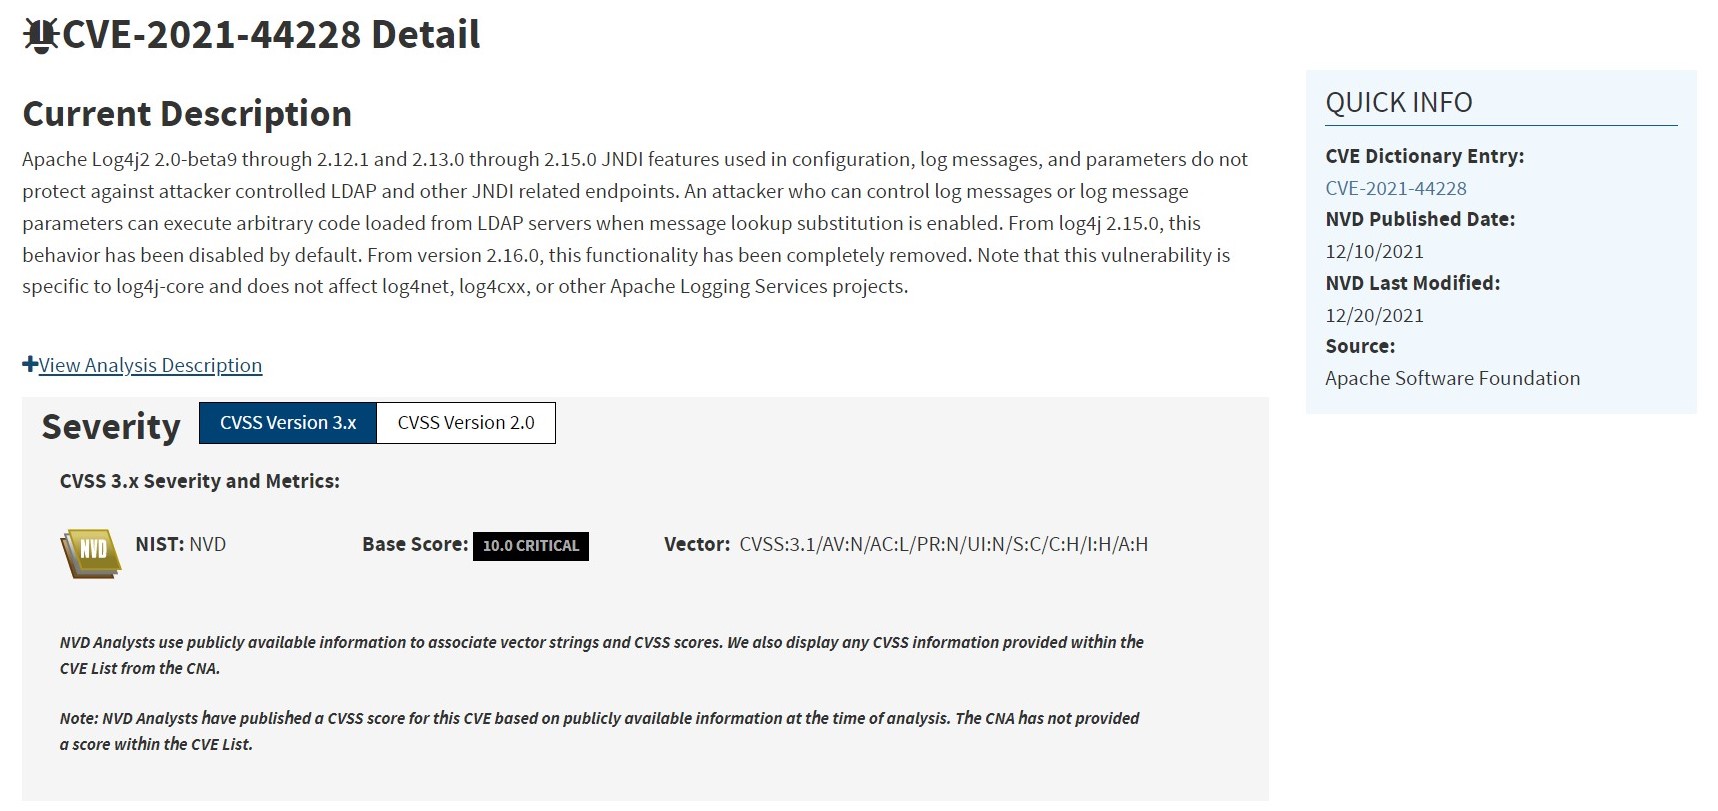 CVE-2021-44228 Detail
Current Description
Apache Log4j2 2.0-beta9 through 2.12.1 and 2.13.0 through 2.15.0 JNDI features used in configuration, log messages, and parameters do not
protect against attacker controlled LDAP and other JNDI related endpoints. An attacker who can control log messages or log message
parameters can execute arbitrary code loaded from LDAP servers when message lookup substitution is enabled. From log4j 2.15.0, this
behavior has been disabled by default. From version 2.16.0, this functionality has been completely removed. Note that this vulnerability is
specific to log4j-core and does not affect log4net, log4cxx, or other Apache Logging Services projects.
View Analysis Description
Severity CVSS Version 3.x CVSS Version 2.0
CVSS 3.x Severity and Metrics:
NVD NIST: NVD Base Score: 10.0 CRITICAL Vector: CVSS:3.1/AV:N/AC:L/PR:N/UI:N/S:C/C:H/I:H/A:H
NVD Analysts use publicly available information to associate vector strings and CVSS scores. We also display any CVSS information provided within the
CVE List from the CNA.
Note: NVD Analysts have published a CVSS score for this CVE based on publicly available information at the time of analysis. The CNA has not provided
a score within the CVE List.
QUICK INFO
CVE Dictionary Entry:
CVE-2021-44228
NVD Published Date:
12/10/2021
NVD Last Modified:
12/20/2021
Source:
Apache Software Foundation